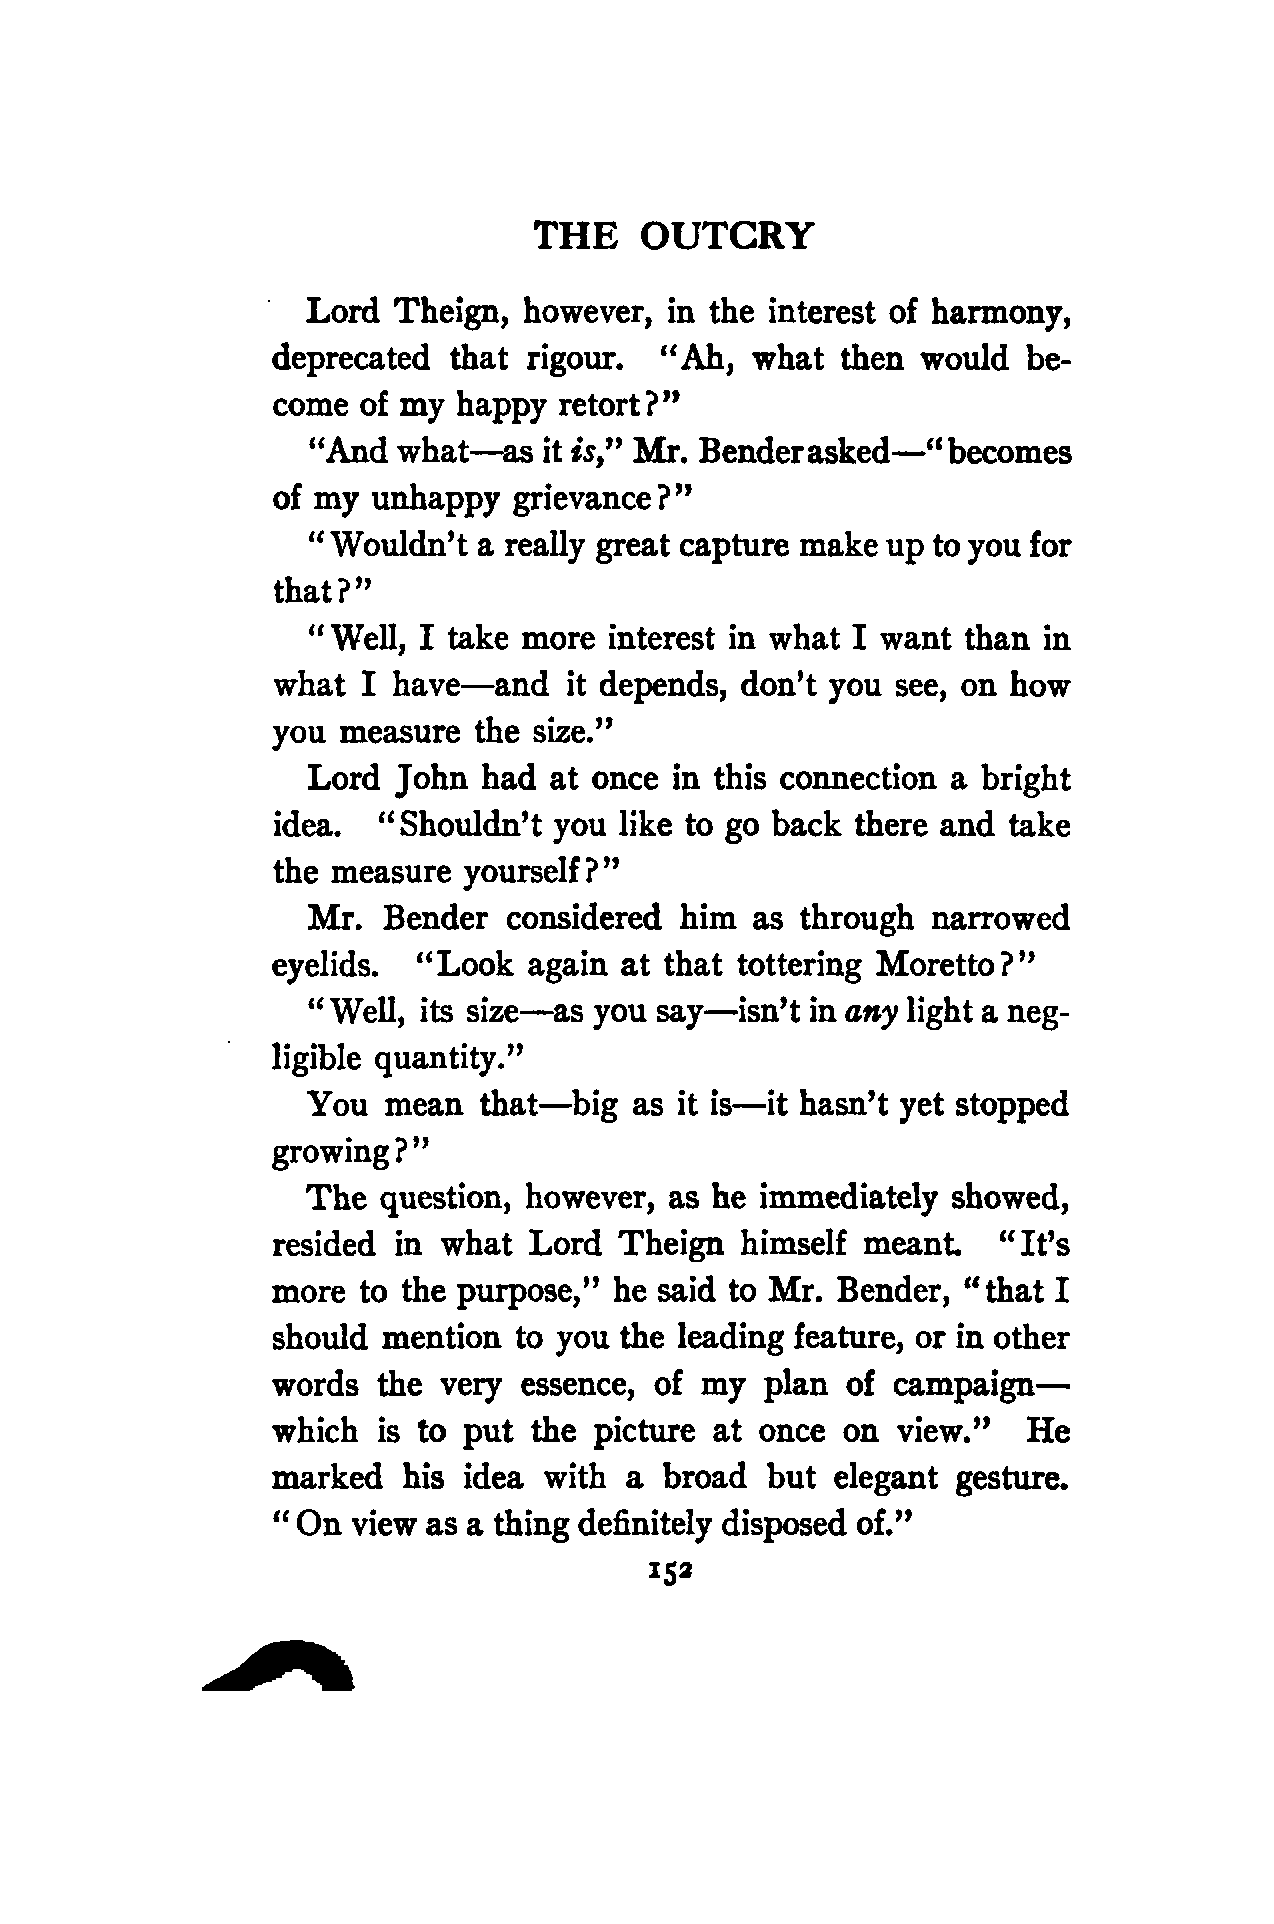 THE OUTCRY
Lord Theign, however, in the interest of harmony,
deprecated that rigour. “Ah, what then would be-
come of my happy retort?”
“And what—as it is,” Mr. Bender asked—“becomes
of my unhappy grievance?”
“Wouldn’t a really great capture make up to you for
that?”
“Well, I take more interest in what I want than in
what I have—and it depends, don’t you see, on how
you measure the size.”
Lord John had at once in this connection a bright
idea. “Shouldn’t you like to go back there and take
the measure yourself?”
Mr. Bender considered him as through narrowed
eyelids. “Look again at that tottering Moretto?”
“Well, its size—as you say—isn’t in any light a neg-
ligible quantity.”
You mean that—big as it is—it hasn’t yet stopped
growing?”
The question, however, as he immediately showed,
resided in what Lord Theign himself meant. “It’s
more to the purpose,” he said to Mr. Bender, “that I
should mention to you the leading feature, or in other
words the very essence, of my plan of campaign—
which is to put the picture at once on view.” He
marked his idea with a broad but elegant gesture.
“On view as a thing definitely disposed of.”
152